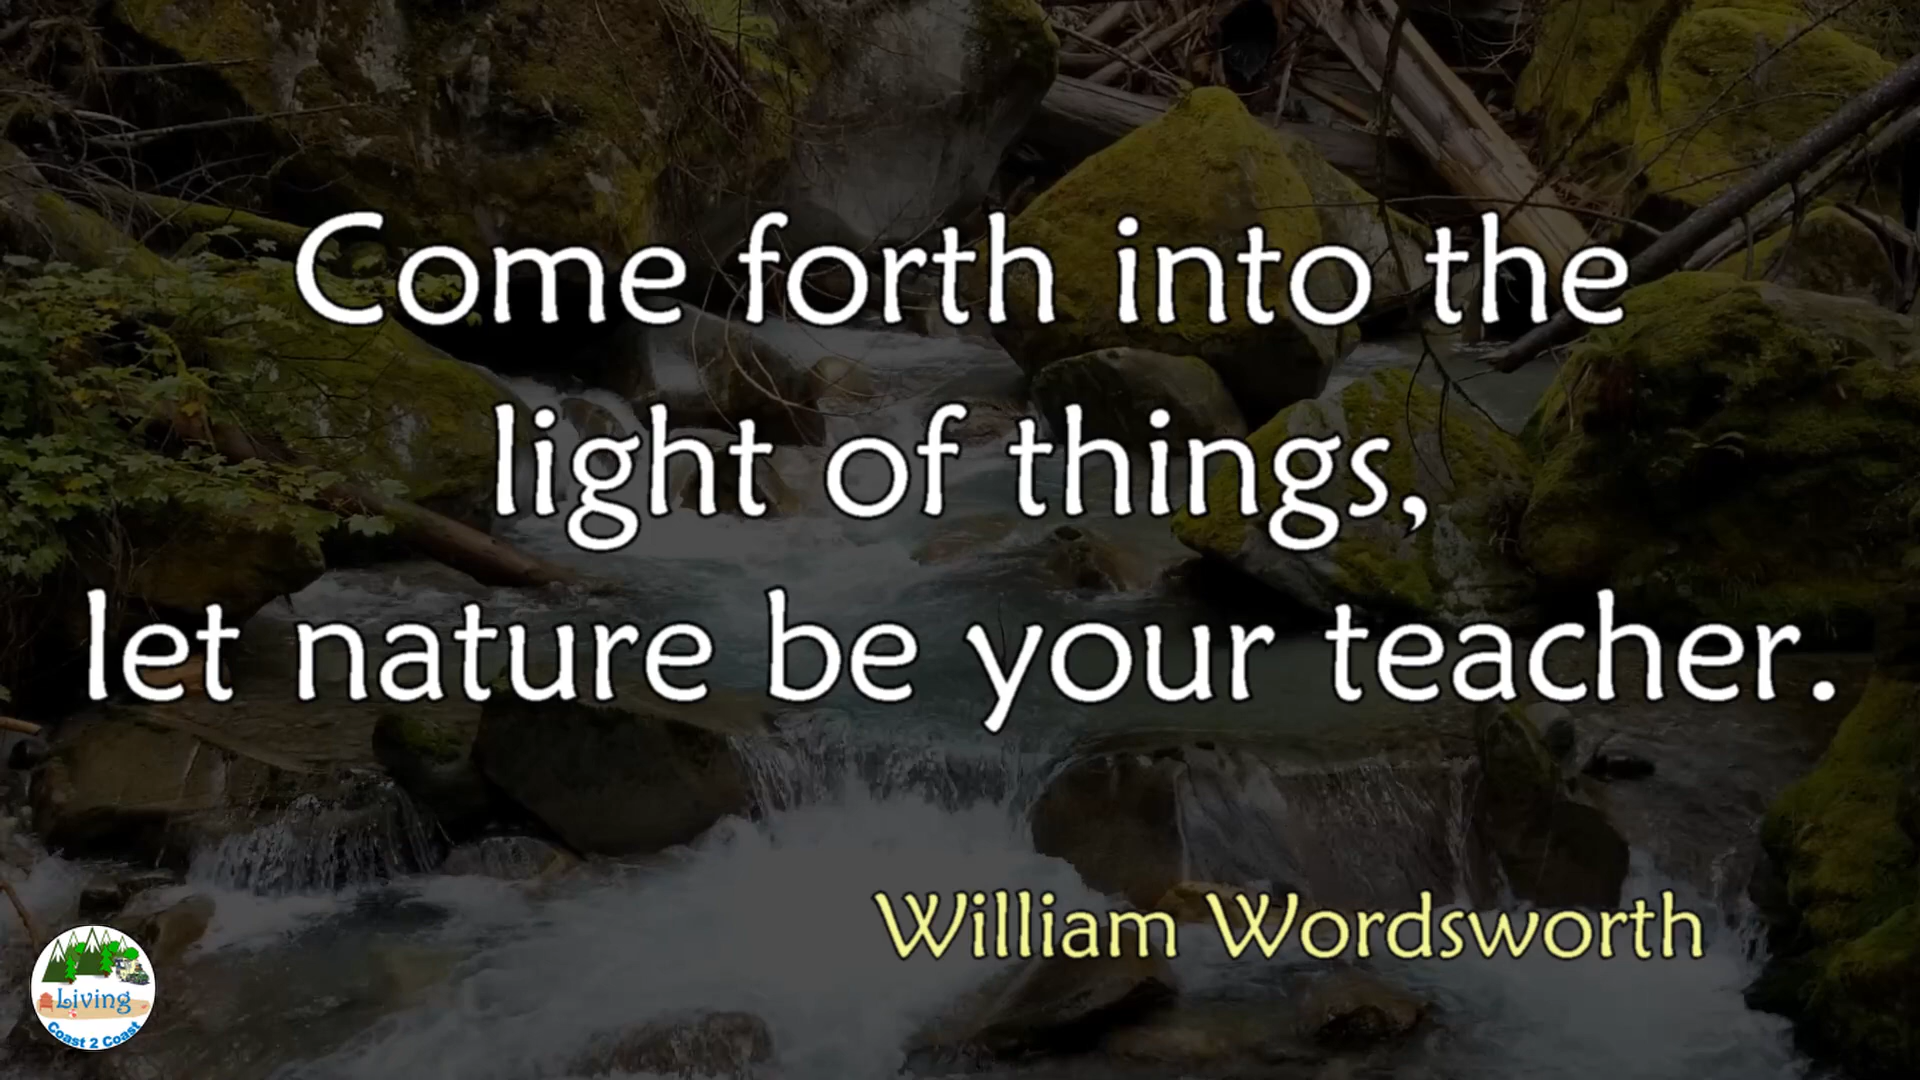 Come forth into the
light of things,
let nature be your teacher.
William Wordsworth
Living
Coast 2 Coast